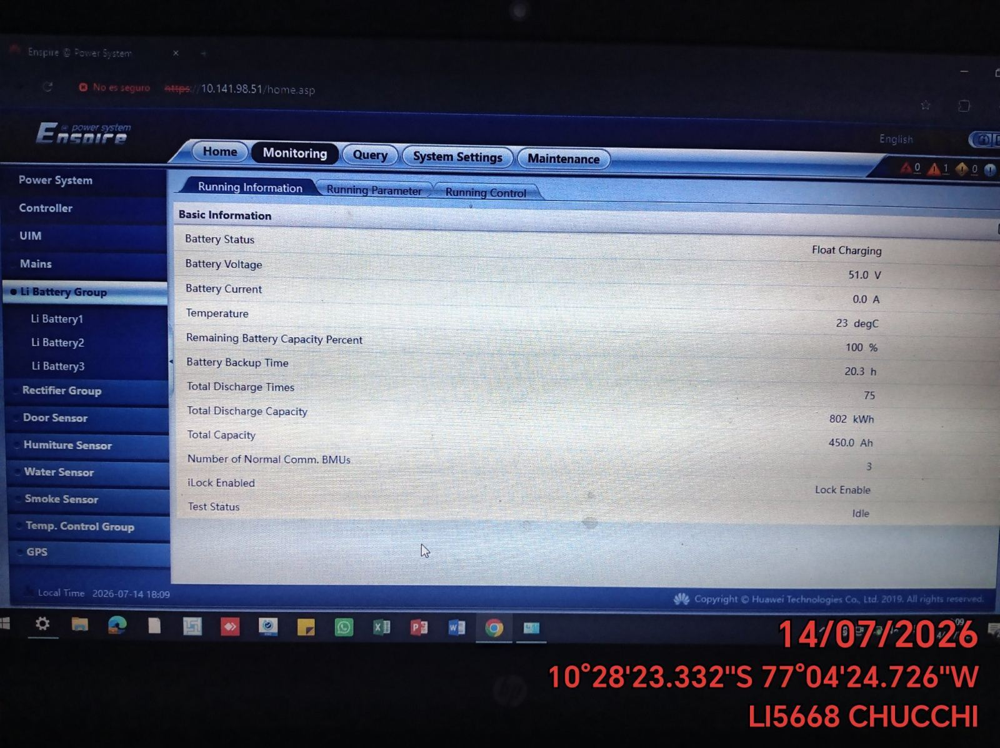 Enspire @ Power System
No es seguro https://10.141.98.51/home.asp
Enspire @ power system
English
Home Monitoring Query System Settings Maintenance
0 1 0
Running Information Running Parameter Running Control
Power System
Controller
UIM
Mains
Li Battery Group
Li Battery1
Li Battery2
Li Battery3
Rectifier Group
Door Sensor
Humiture Sensor
Water Sensor
Smoke Sensor
Temp. Control Group
GPS
Basic Information
Battery Status Float Charging
Battery Voltage 51.0 V
Battery Current 0.0 A
Temperature 23 degC
Remaining Battery Capacity Percent 100 %
Battery Backup Time 20.3 h
Total Discharge Times 75
Total Discharge Capacity 802 kWh
Total Capacity 450.0 Ah
Number of Normal Comm. BMUs 3
iLock Enabled Lock Enable
Test Status Idle
Local Time 2026-07-14 18:09
Copyright © Huawei Technologies Co., Ltd. 2019. All rights reserved.
14/07/2026
10°28'23.332"S 77°04'24.726"W
LI5668 CHUCCHI
hp